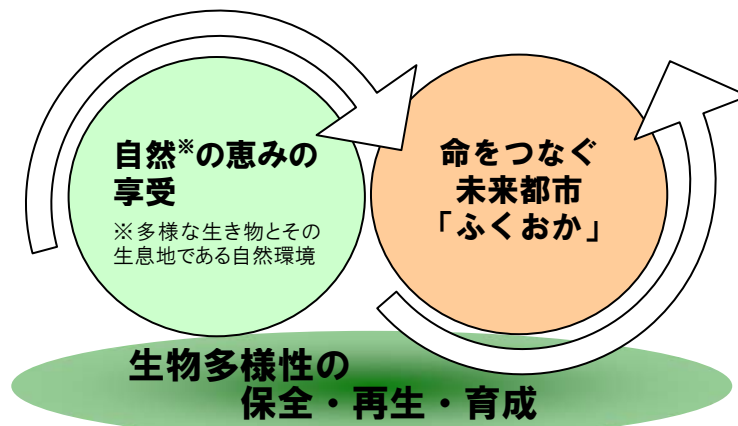 自然※の恵みの
享受
※多様な生き物とその
生息地である自然環境
命をつなぐ
未来都市
「ふくおか」
生物多様性の
保全・再生・育成